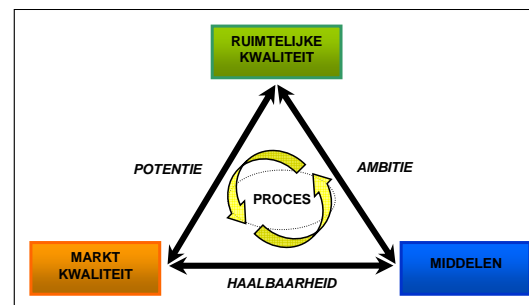 RUIMTELIJKE
KWALITEIT
POTENTIE
AMBITIE
PROCES
MARKT
KWALITEIT
MIDDELEN
HAALBAARHEID